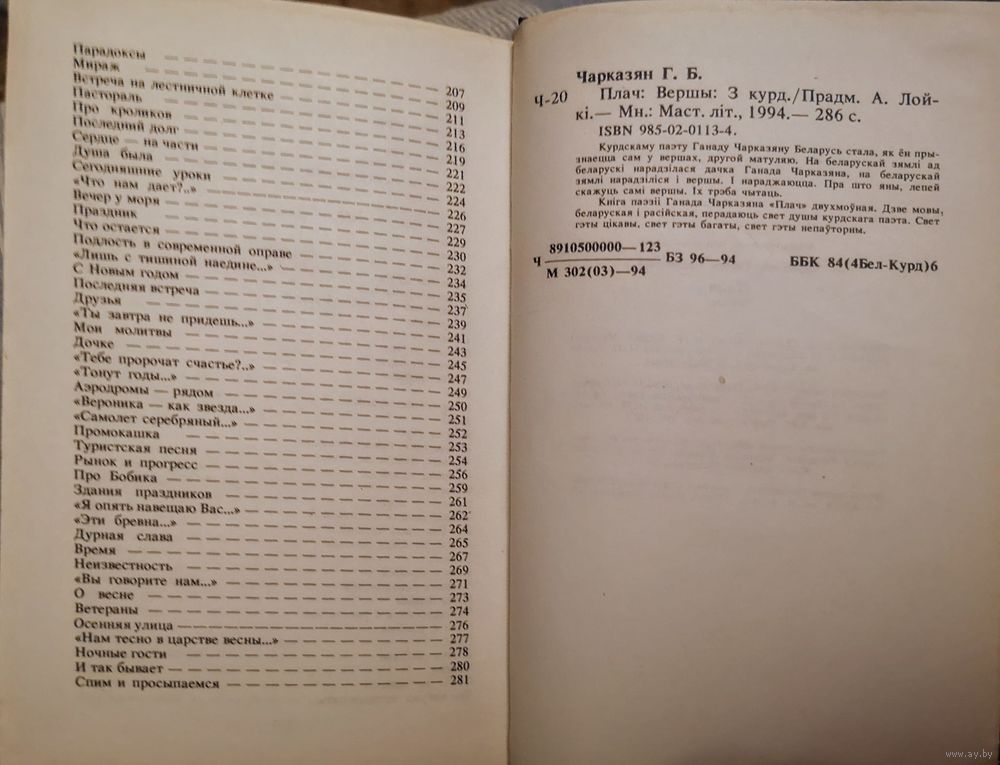 Парадоксы — 207
Мираж — 209
Встреча на лестничной клетке — 211
Пастораль — 213
Про кроликов — 216
Последний долг — 219
Сердце — на части — 221
Душа была — 222
Сегодняшние уроки — 224
«Что нам дает?..» — 226
Вечер у моря — 227
Праздник — 229
Что остается — 230
Подлость в современной оправе — 232
«Лишь с тишиной наедине...» — 234
С Новым годом — 235
Последняя встреча — 237
Друзья — 239
«Ты завтра не придешь...» — 241
Мои молитвы — 243
Дочке — 245
«Тебе пророчат счастье?..» — 247
«Тонут годы...» — 249
Аэродромы — рядом — 250
«Вероника — как звезда...» — 251
«Самолет серебряный...» — 252
Промокашка — 253
Туристская песня — 254
Рынок и прогресс — 256
Про Бобика — 259
Здания праздников — 261
«Я опять навещаю Вас...» — 262
«Эти бревна...» — 264
Дурная слава — 265
Время — 267
Неизвестность — 269
«Вы говорите нам...» — 271
О весне — 273
Ветераны — 274
Осенняя улица — 276
«Нам тесно в царстве весны...» — 277
Ночные гости — 278
И так бывает — 280
Спим и просыпаемся — 281
Чарказян Г. Б.
Ч-20 Плач: Вершы: З курд./Прадм. А. Лой-
кі.— Мн.: Маст. літ., 1994.— 286 с.
ISBN 985-02-0113-4.
Курдскаму паэту Ганаду Чарказяну Беларусь стала, як ён пры-
знаецца сам у вершах, другой матуляю. На беларускай зямлі ад
беларускі нарадзілася дачка Ганада Чарказяна, на беларускай
зямлі нарадзіліся і вершы. І нараджаюцца. Пра што яны, лепей
скажуць самі вершы. Іх трэба чытаць.
Кніга паэзіі Ганада Чарказяна «Плач» двухмоўная. Дзве мовы,
беларуская і расійская, перадаюць свет душы курдскага паэта. Свет
гэты цікавы, свет гэты багаты, свет гэты непаўторны.
8910500000—123
Ч БЗ 96—94 ББК 84(4Бел-Курд)6
М 302(03)—94
www.ay.by